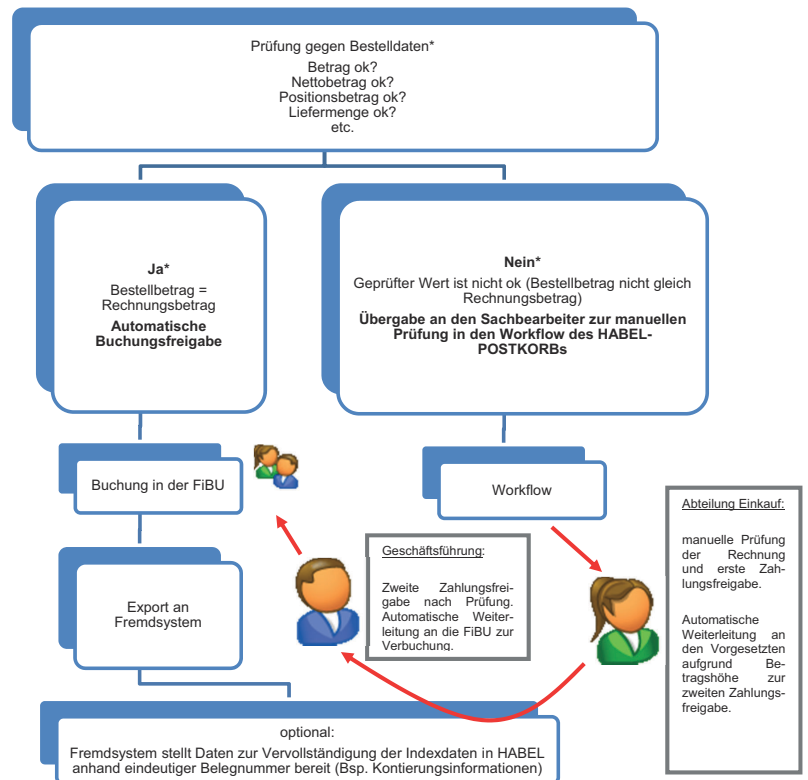 Prüfung gegen Bestelldaten*
Betrag ok?
Nettobetrag ok?
Positionsbetrag ok?
Liefermenge ok?
etc.
Ja*
Bestellbetrag =
Rechnungsbetrag
Automatische
Buchungsfreigabe
Nein*
Geprüfter Wert ist nicht ok (Bestellbetrag nicht gleich
Rechnungsbetrag)
Übergabe an den Sachbearbeiter zur manuellen
Prüfung in den Workflow des HABEL-
POSTKORBs
Buchung in der FiBU
Workflow
Abteilung Einkauf:
manuelle Prüfung
der Rechnung
und erste Zah-
lungsfreigabe.
Automatische
Weiterleitung an
den Vorgesetzten
aufgrund Be-
tragshöhe zur
zweiten Zahlungs-
freigabe.
Geschäftsführung:
Zweite Zahlungsfrei-
gabe nach Prüfung.
Automatische Weiter-
leitung an die FiBU zur
Verbuchung.
Export an
Fremdsystem
optional:
Fremdsystem stellt Daten zur Vervollständigung der Indexdaten in HABEL
anhand eindeutiger Belegnummer bereit (Bsp. Kontierungsinformationen)